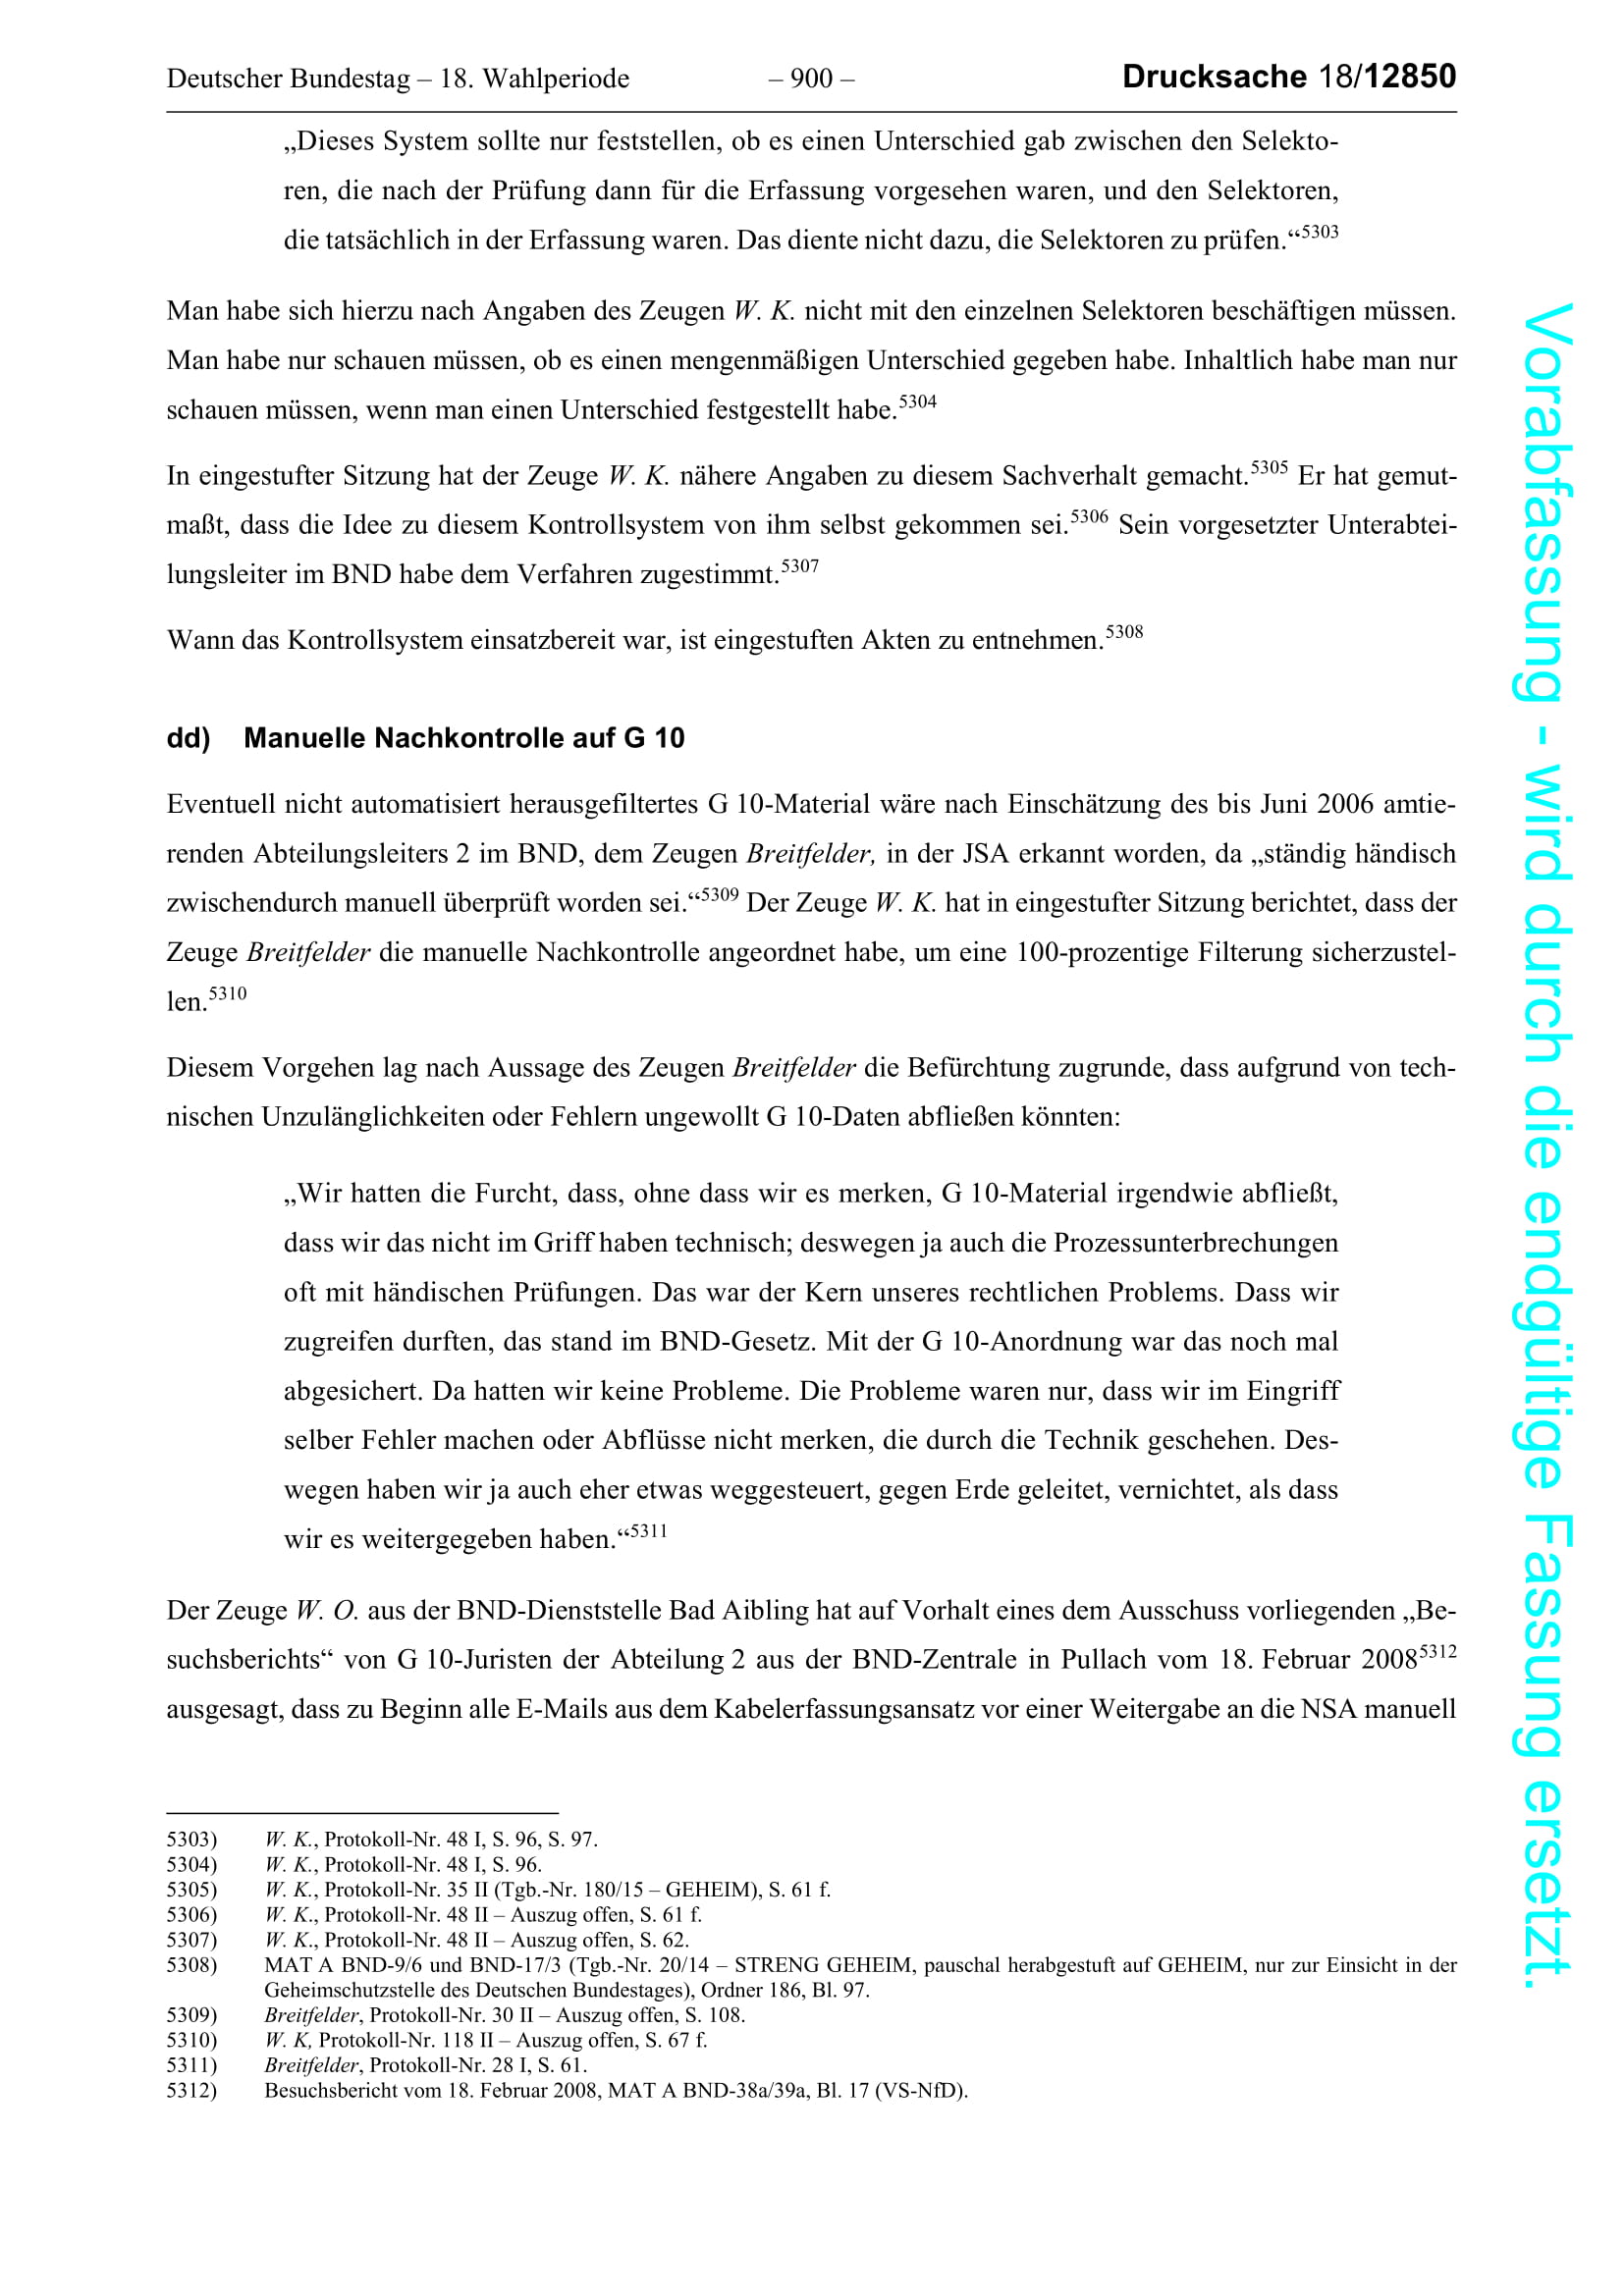 Deutscher Bundestag – 18. Wahlperiode – 900 – Drucksache 18/12850
„Dieses System sollte nur feststellen, ob es einen Unterschied gab zwischen den Selekto-
ren, die nach der Prüfung dann für die Erfassung vorgesehen waren, und den Selektoren,
die tatsächlich in der Erfassung waren. Das diente nicht dazu, die Selektoren zu prüfen.“5303
Man habe sich hierzu nach Angaben des Zeugen W. K. nicht mit den einzelnen Selektoren beschäftigen müssen.
Man habe nur schauen müssen, ob es einen mengenmäßigen Unterschied gegeben habe. Inhaltlich habe man nur
schauen müssen, wenn man einen Unterschied festgestellt habe.5304
In eingestufter Sitzung hat der Zeuge W. K. nähere Angaben zu diesem Sachverhalt gemacht.5305 Er hat gemut-
maßt, dass die Idee zu diesem Kontrollsystem von ihm selbst gekommen sei.5306 Sein vorgesetzter Unterabtei-
lungsleiter im BND habe dem Verfahren zugestimmt.5307
Wann das Kontrollsystem einsatzbereit war, ist eingestuften Akten zu entnehmen.5308
dd) Manuelle Nachkontrolle auf G 10
Eventuell nicht automatisiert herausgefiltertes G 10-Material wäre nach Einschätzung des bis Juni 2006 amtie-
renden Abteilungsleiters 2 im BND, dem Zeugen Breitfelder, in der JSA erkannt worden, da „ständig händisch
zwischendurch manuell überprüft worden sei.“5309 Der Zeuge W. K. hat in eingestufter Sitzung berichtet, dass der
Zeuge Breitfelder die manuelle Nachkontrolle angeordnet habe, um eine 100-prozentige Filterung sicherzustel-
len.5310
Diesem Vorgehen lag nach Aussage des Zeugen Breitfelder die Befürchtung zugrunde, dass aufgrund von tech-
nischen Unzulänglichkeiten oder Fehlern ungewollt G 10-Daten abfließen könnten:
„Wir hatten die Furcht, dass, ohne dass wir es merken, G 10-Material irgendwie abfließt,
dass wir das nicht im Griff haben technisch; deswegen ja auch die Prozessunterbrechungen
oft mit händischen Prüfungen. Das war der Kern unseres rechtlichen Problems. Dass wir
zugreifen durften, das stand im BND-Gesetz. Mit der G 10-Anordnung war das noch mal
abgesichert. Da hatten wir keine Probleme. Die Probleme waren nur, dass wir im Eingriff
selber Fehler machen oder Abflüsse nicht merken, die durch die Technik geschehen. Des-
wegen haben wir ja auch eher etwas weggesteuert, gegen Erde geleitet, vernichtet, als dass
wir es weitergegeben haben.“5311
Der Zeuge W. O. aus der BND-Dienststelle Bad Aibling hat auf Vorhalt eines dem Ausschuss vorliegenden „Be-
suchsberichts“ von G 10-Juristen der Abteilung 2 aus der BND-Zentrale in Pullach vom 18. Februar 20085312
ausgesagt, dass zu Beginn alle E-Mails aus dem Kabelerfassungsansatz vor einer Weitergabe an die NSA manuell
5303) W. K., Protokoll-Nr. 48 I, S. 96, S. 97.
5304) W. K., Protokoll-Nr. 48 I, S. 96.
5305) W. K., Protokoll-Nr. 35 II (Tgb.-Nr. 180/15 – GEHEIM), S. 61 f.
5306) W. K., Protokoll-Nr. 48 II – Auszug offen, S. 61 f.
5307) W. K., Protokoll-Nr. 48 II – Auszug offen, S. 62.
5308) MAT A BND-9/6 und BND-17/3 (Tgb.-Nr. 20/14 – STRENG GEHEIM, pauschal herabgestuft auf GEHEIM, nur zur Einsicht in der
Geheimschutzstelle des Deutschen Bundestages), Ordner 186, Bl. 97.
5309) Breitfelder, Protokoll-Nr. 30 II – Auszug offen, S. 108.
5310) W. K, Protokoll-Nr. 118 II – Auszug offen, S. 67 f.
5311) Breitfelder, Protokoll-Nr. 28 I, S. 61.
5312) Besuchsbericht vom 18. Februar 2008, MAT A BND-38a/39a, Bl. 17 (VS-NfD).
Vorabfassung - wird durch die endgültige Fassung ersetzt.